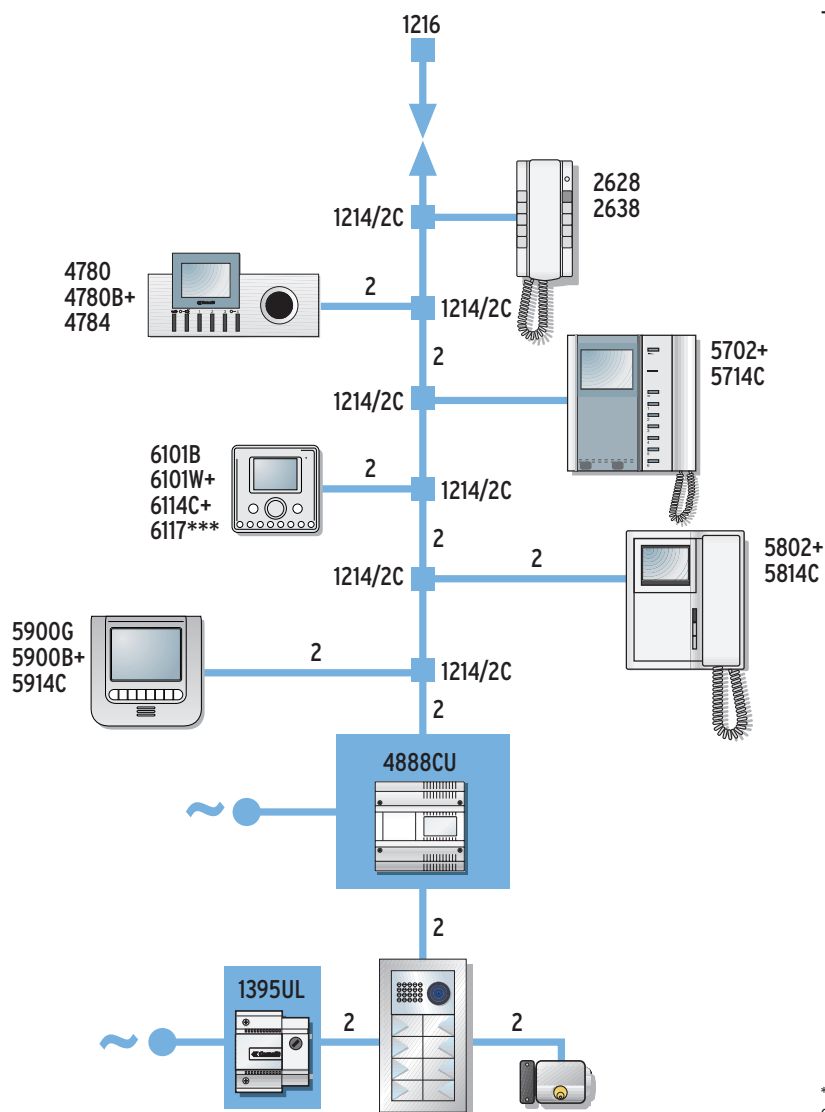 1216
2628
2638
1214/2C
4780
4780B+
4784
2
1214/2C
2
5702+
5714C
1214/2C
6101B
6101W+
6114C+
6117***
2
1214/2C
2
5802+
5814C
1214/2C
2
5900G
5900B+
5914C
2
1214/2C
2
4888CU
~
2
1395UL
~
2
2
*